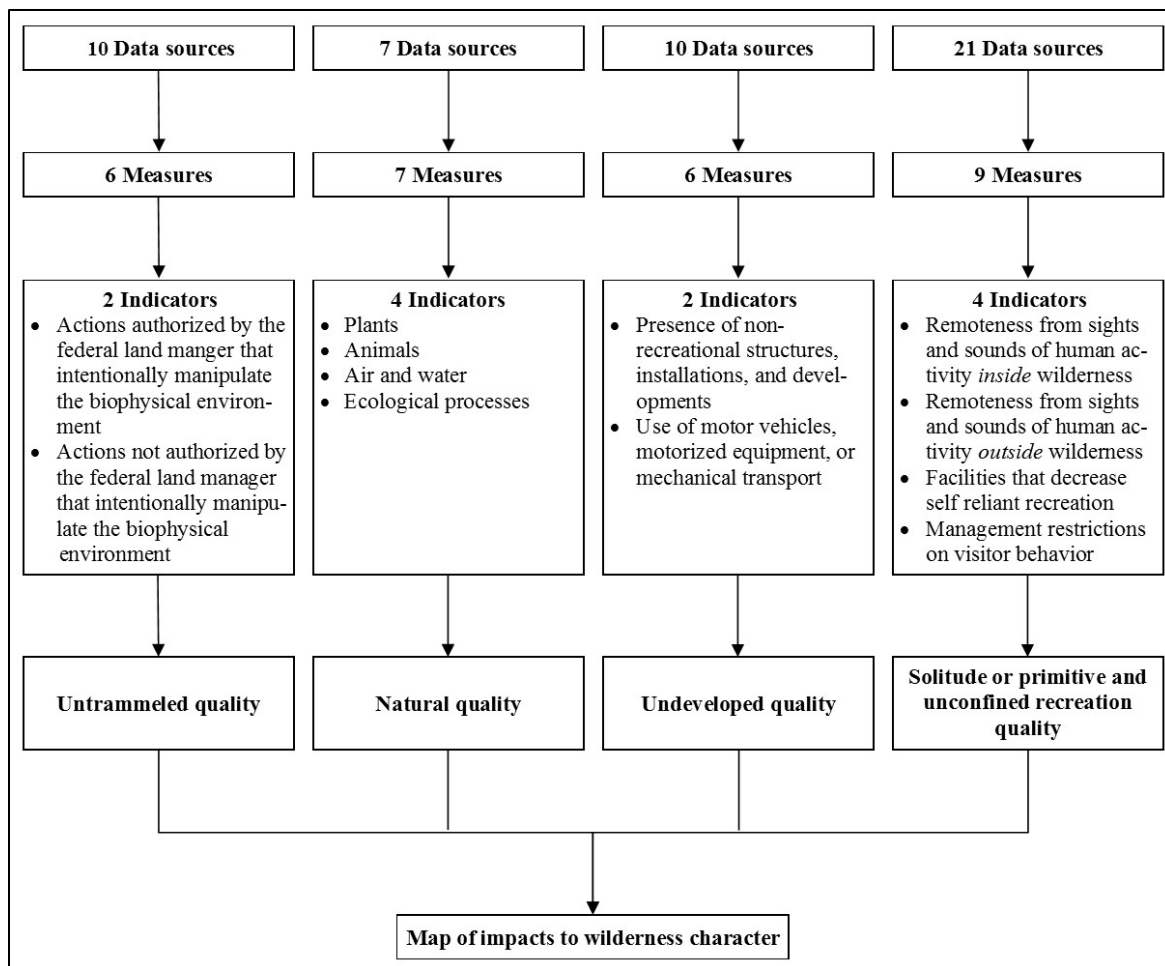 10 Data sources
7 Data sources
10 Data sources
21 Data sources
6 Measures
7 Measures
6 Measures
9 Measures
2 Indicators
• Actions authorized by the
federal land manger that
intentionally manipulate
the biophysical environ-
ment
• Actions not authorized by
the federal land manager
that intentionally manipu-
late the biophysical
environment
4 Indicators
• Plants
• Animals
• Air and water
• Ecological processes
2 Indicators
• Presence of non-
recreational structures,
installations, and devel-
opments
• Use of motor vehicles,
motorized equipment, or
mechanical transport
4 Indicators
• Remoteness from sights
and sounds of human ac-
tivity inside wilderness
• Remoteness from sights
and sounds of human ac-
tivity outside wilderness
• Facilities that decrease
self reliant recreation
• Management restrictions
on visitor behavior
Untrammeled quality
Natural quality
Undeveloped quality
Solitude or primitive and
unconfined recreation
quality
Map of impacts to wilderness character